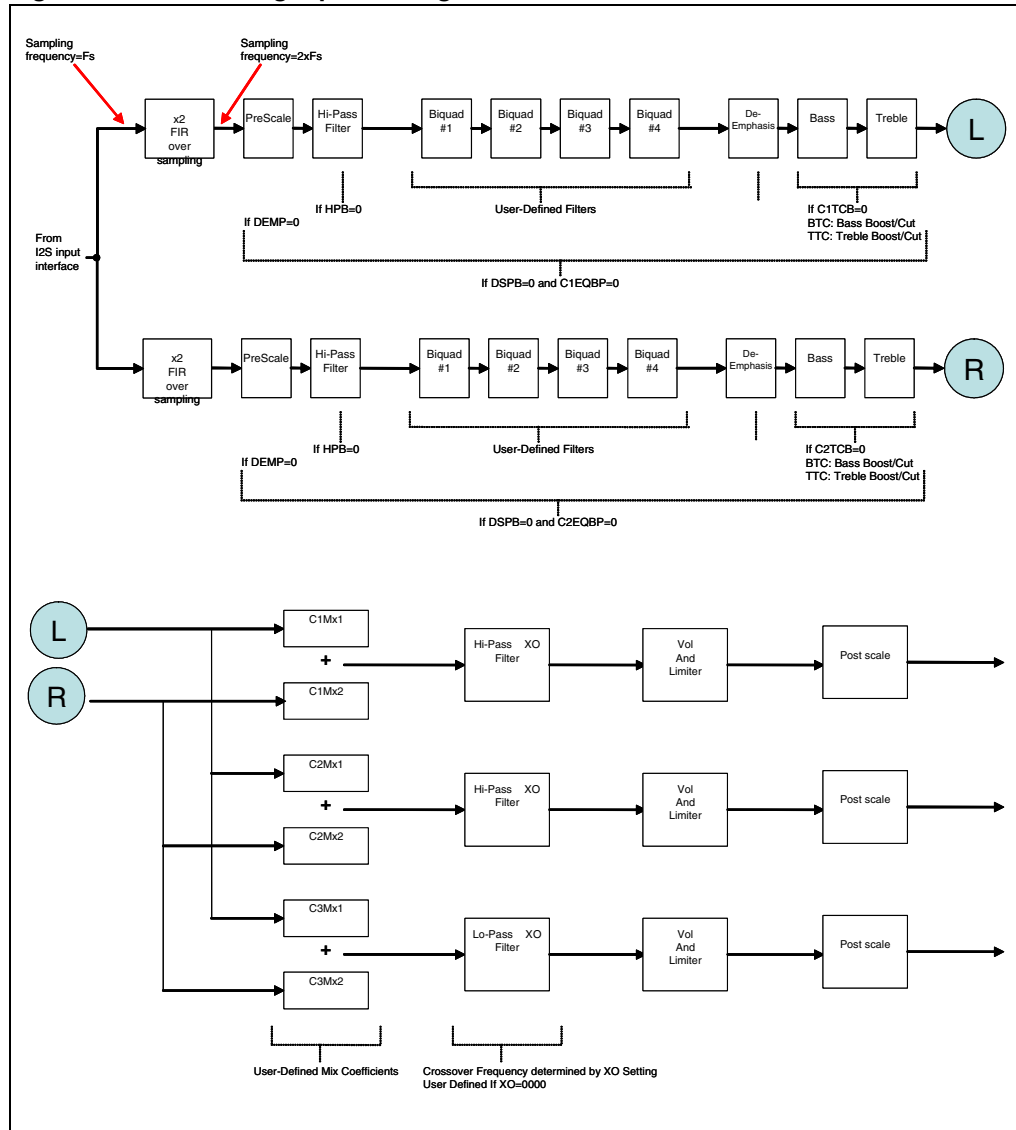 Sampling
frequency=Fs
Sampling
frequency=2xFs
x2
FIR
over
sampling
PreScale
Hi-Pass
Filter
Biquad
#1
Biquad
#2
Biquad
#3
Biquad
#4
De-
Emphasis
Bass
Treble
L
If HPB=0
User-Defined Filters
If C1TCB=0
BTC: Bass Boost/Cut
TTC: Treble Boost/Cut
If DEMP=0
From
I2S input
interface
If DSPB=0 and C1EQBP=0
x2
FIR
over
sampling
PreScale
Hi-Pass
Filter
Biquad
#1
Biquad
#2
Biquad
#3
Biquad
#4
De-
Emphasis
Bass
Treble
R
If HPB=0
User-Defined Filters
If C2TCB=0
BTC: Bass Boost/Cut
TTC: Treble Boost/Cut
If DEMP=0
If DSPB=0 and C2EQBP=0
L
R
C1Mx1
+
C1Mx2
Hi-Pass XO
Filter
Vol
And
Limiter
Post scale
C2Mx1
+
C2Mx2
Hi-Pass XO
Filter
Vol
And
Limiter
Post scale
C3Mx1
+
C3Mx2
Lo-Pass XO
Filter
Vol
And
Limiter
Post scale
User-Defined Mix Coefficients
Crossover Frequency determined by XO Setting
User Defined If XO=0000